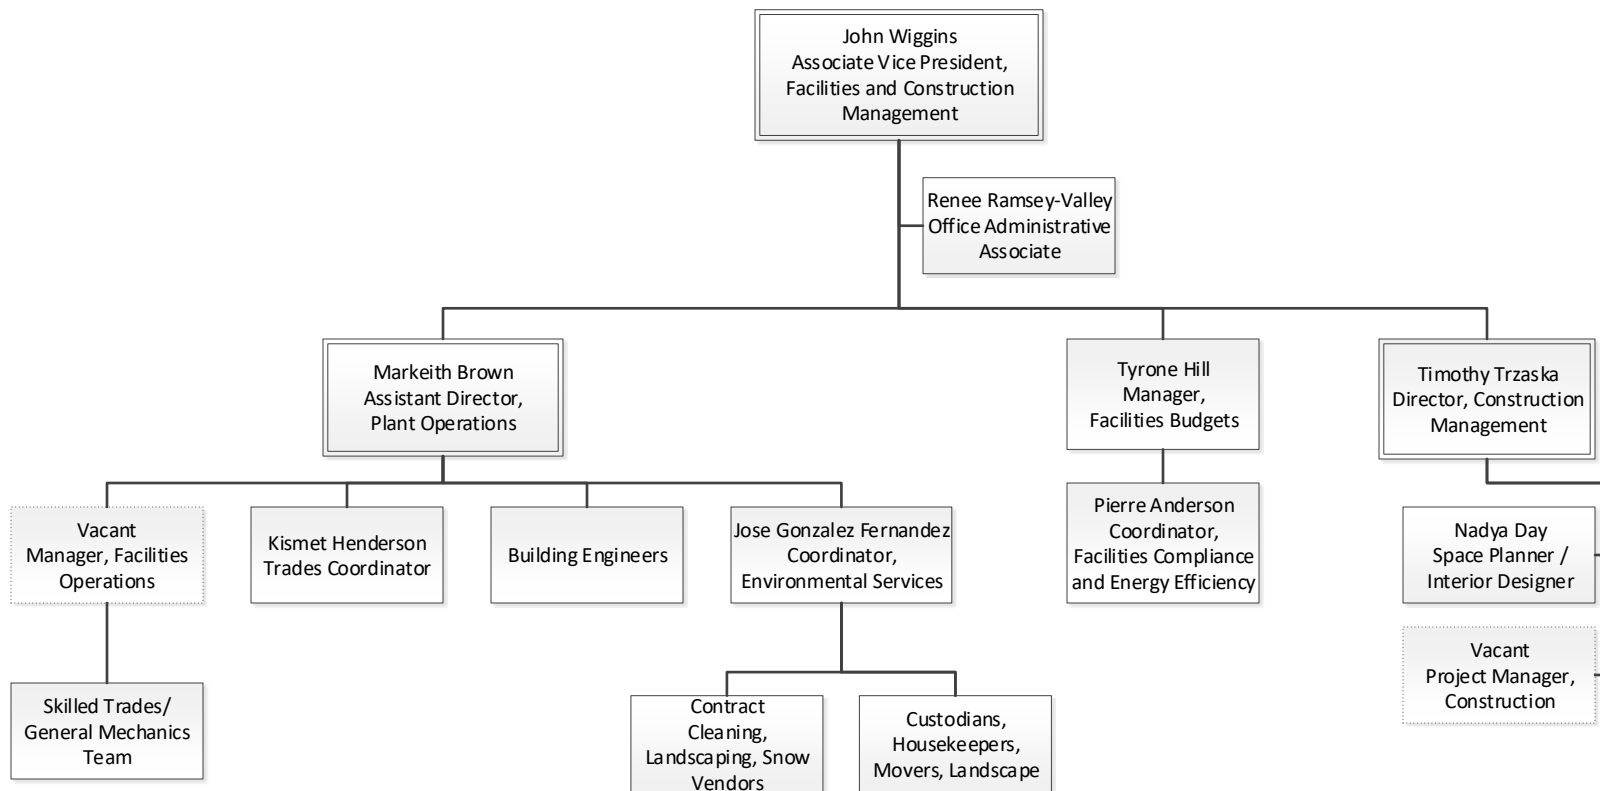 John Wiggins
Associate Vice President,
Facilities and Construction
Management
Renee Ramsey-Valley
Office Administrative
Associate
Markeith Brown
Assistant Director,
Plant Operations
Tyrone Hill
Manager,
Facilities Budgets
Timothy Trzaska
Director, Construction
Management
Vacant
Manager, Facilities
Operations
Kismet Henderson
Trades Coordinator
Building Engineers
Jose Gonzalez Fernandez
Coordinator,
Environmental Services
Pierre Anderson
Coordinator,
Facilities Compliance
and Energy Efficiency
Nadya Day
Space Planner /
Interior Designer
Vacant
Project Manager,
Construction
Skilled Trades/
General Mechanics
Team
Contract
Cleaning,
Landscaping, Snow
Vendors
Custodians,
Housekeepers,
Movers, Landscape